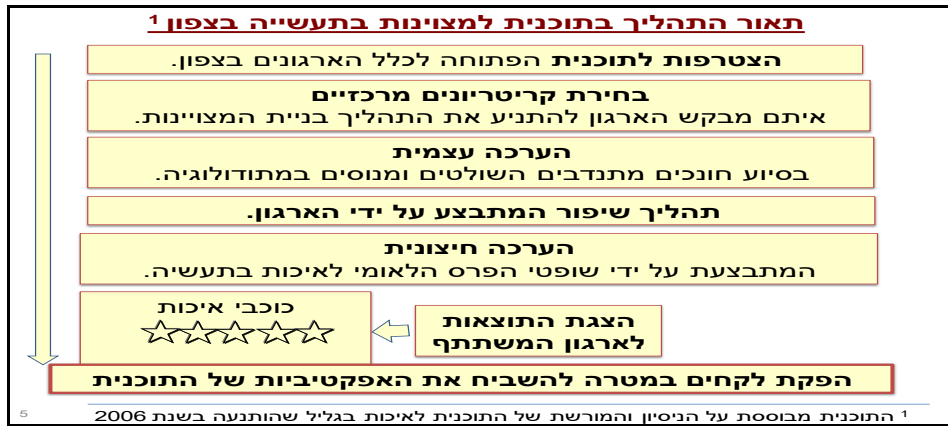 תאור התהליך בתוכנית למצוינות בתעשייה בצפון ¹
הצטרפות לתוכנית הפתוחה לכלל הארגונים בצפון.
בחירת קריטריונים מרכזיים
איתם מבקש הארגון להתניע את התהליך בניית המצויינות.
הערכה עצמית
בסיוע חונכים מתנדבים השולטים ומנוסים במתודולוגיה.
תהליך שיפור המתבצע על ידי הארגון.
הערכה חיצונית
המתבצעת על ידי שופטי הפרס הלאומי לאיכות בתעשיה.
הצגת התוצאות
לארגון המשתתף
כוכבי איכות
הפקת לקחים במטרה להשביח את האפקטיביות של התוכנית
¹ התוכנית מבוססת על הניסיון והמורשת של התוכנית לאיכות בגליל שהותנעה בשנת 2006
5